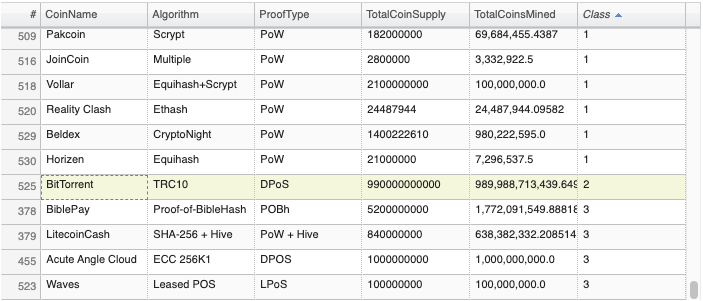 # CoinName Algorithm ProofType TotalCoinSupply TotalCoinsMined Class
509 Pakcoin Scrypt PoW 182000000 69,684,455.4387 1
516 JoinCoin Multiple PoW 2800000 3,332,922.5 1
518 Vollar Equihash+Scrypt PoW 2100000000 100,000,000.0 1
520 Reality Clash Ethash PoW 24487944 24,487,944.09582 1
529 Beldex CryptoNight PoW 1400222610 980,222,595.0 1
530 Horizen Equihash PoW 21000000 7,296,537.5 1
525 BitTorrent TRC10 DPoS 990000000000 989,988,713,439.649 2
378 BiblePay Proof-of-BibleHash POBh 5200000000 1,772,091,549.88818 3
379 LitecoinCash SHA-256 + Hive PoW + Hive 840000000 638,382,332.208514 3
455 Acute Angle Cloud ECC 256K1 DPOS 1000000000 1,000,000,000.0 3
523 Waves Leased POS LPoS 100000000 100,000,000.0 3